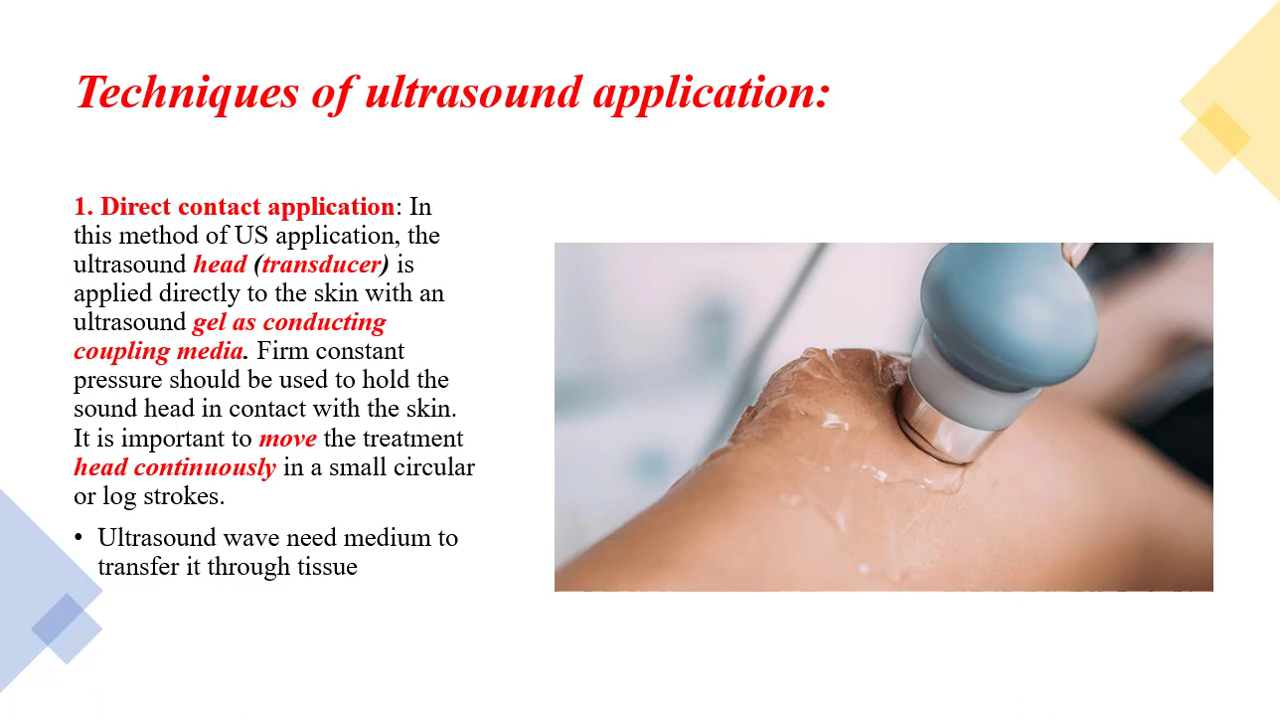 Techniques of ultrasound application:
1. Direct contact application: In
this method of US application, the
ultrasound head (transducer) is
applied directly to the skin with an
ultrasound gel as conducting
coupling media. Firm constant
pressure should be used to hold the
sound head in contact with the skin.
It is important to move the treatment
head continuously in a small circular
or log strokes.
• Ultrasound wave need medium to
transfer it through tissue